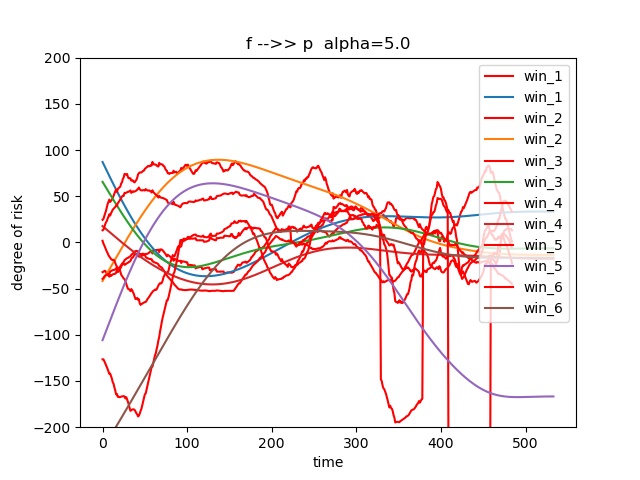 f -->> p  alpha=5.0
degree of risk
200
150
100
50
0
−50
−100
−150
−200
0 100 200 300 400 500
time
win_1
win_1
win_2
win_2
win_3
win_3
win_4
win_4
win_5
win_5
win_6
win_6